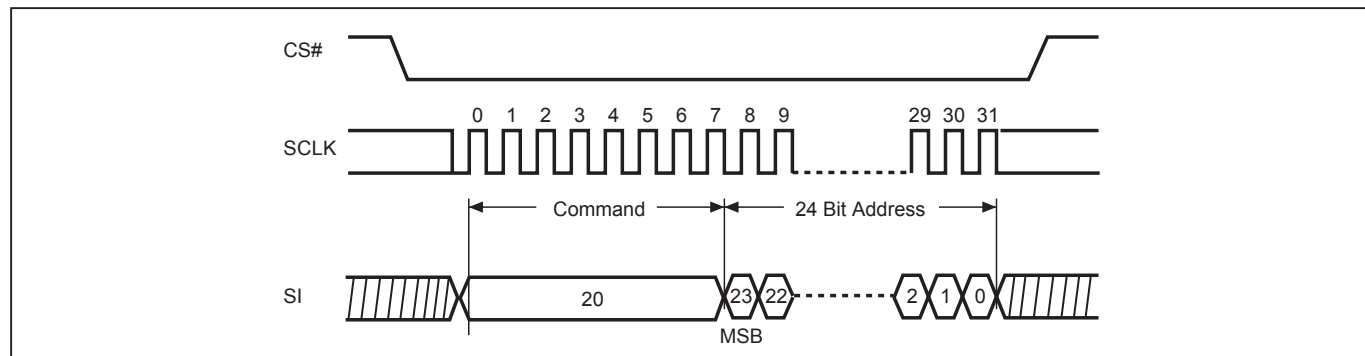 CS#
0 1 2 3 4 5 6 7 8 9 29 30 31
SCLK
Command 24 Bit Address
SI 20 23 22 2 1 0
MSB